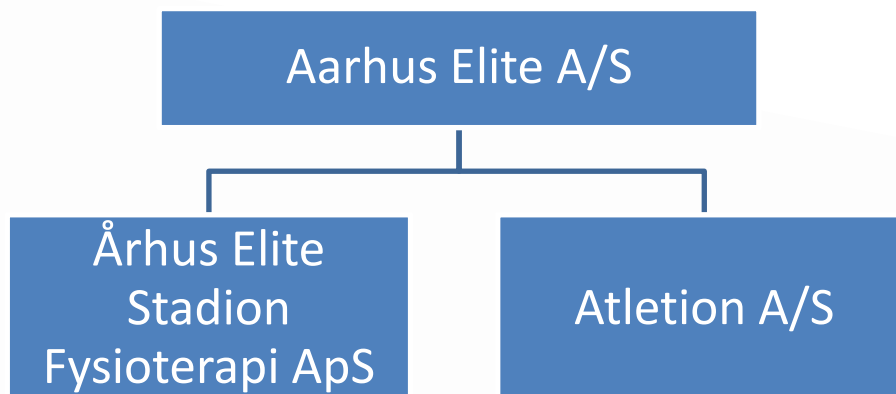 Aarhus Elite A/S
Århus Elite
Stadion
Fysioterapi ApS
Atletion A/S